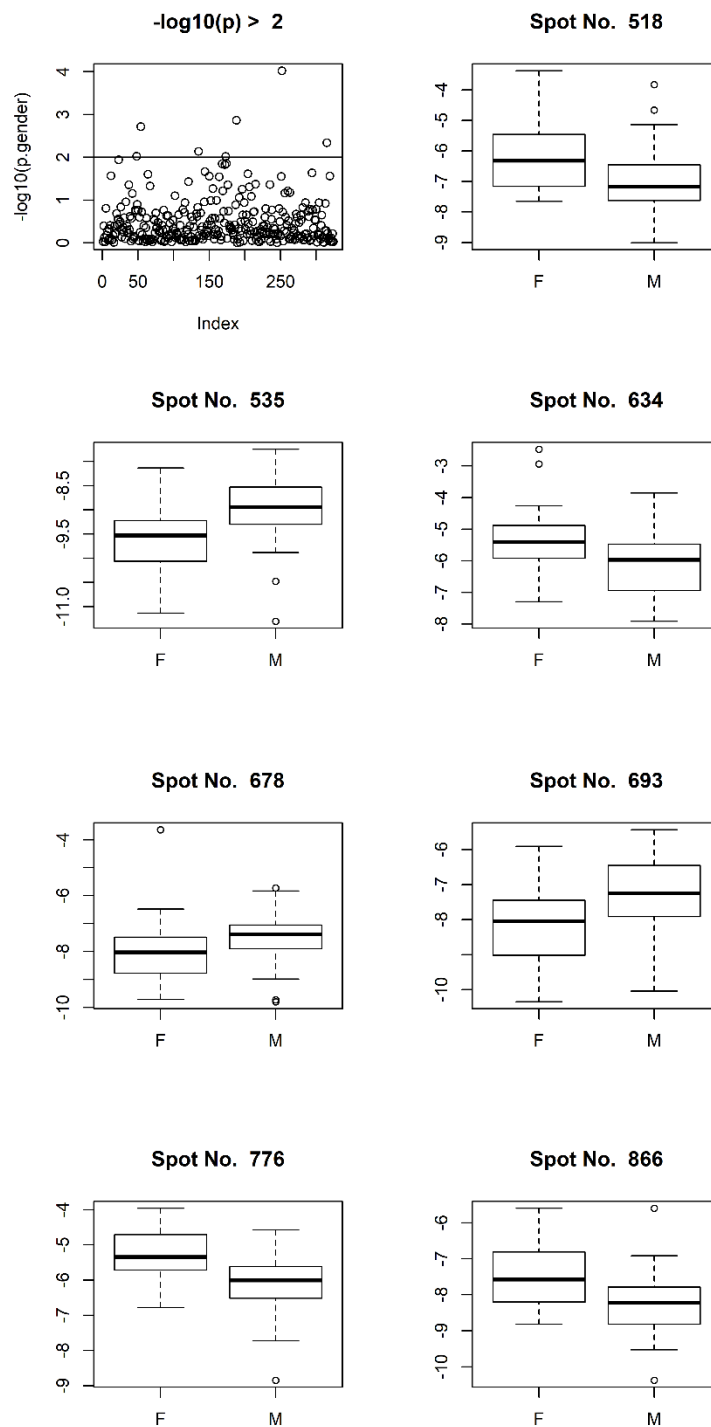 -log10(p) > 2
-log10(p.gender)
4
3
2
1
0
0 50 150 250
Index
Spot No. 518
-4
-5
-6
-7
-8
-9
F M
Spot No. 535
-8.5
-9.5
-11.0
F M
Spot No. 634
-3
-4
-5
-6
-7
-8
F M
Spot No. 678
-4
-6
-8
-10
F M
Spot No. 693
-6
-7
-8
-10
F M
Spot No. 776
-4
-5
-6
-7
-9
F M
Spot No. 866
-6
-7
-8
-9
-10
F M